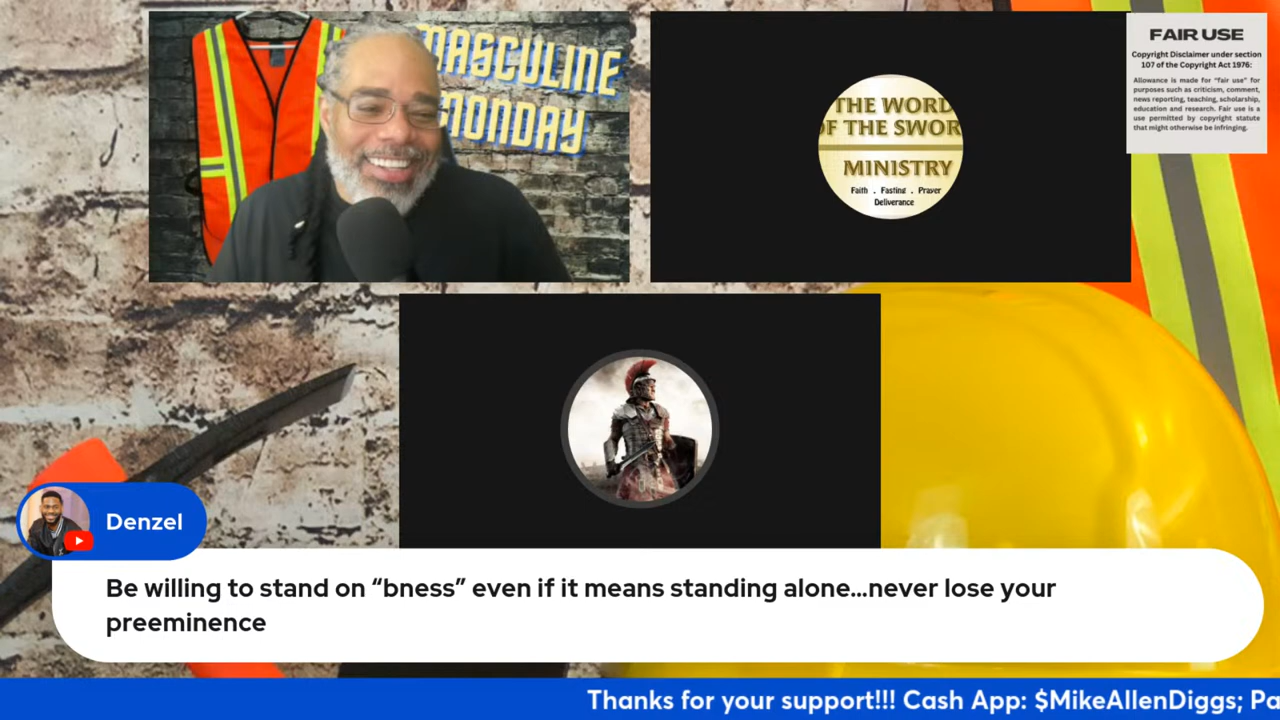 MASCULINE
MONDAY
THE WORD
OF THE SWOR
MINISTRY
Faith . Fasting . Prayer
Deliverance
FAIR USE
Copyright Disclaimer under section
107 of the Copyright Act 1976:
Allowance is made for "fair use" for
purposes such as criticism, comment,
news reporting, teaching, scholarship,
education and research. Fair use is a
use permitted by copyright statute
that might otherwise be infringing.
Denzel
Be willing to stand on “bness” even if it means standing alone...never lose your
preeminence
Thanks for your support!!! Cash App: $MikeAllenDiggs; Pa